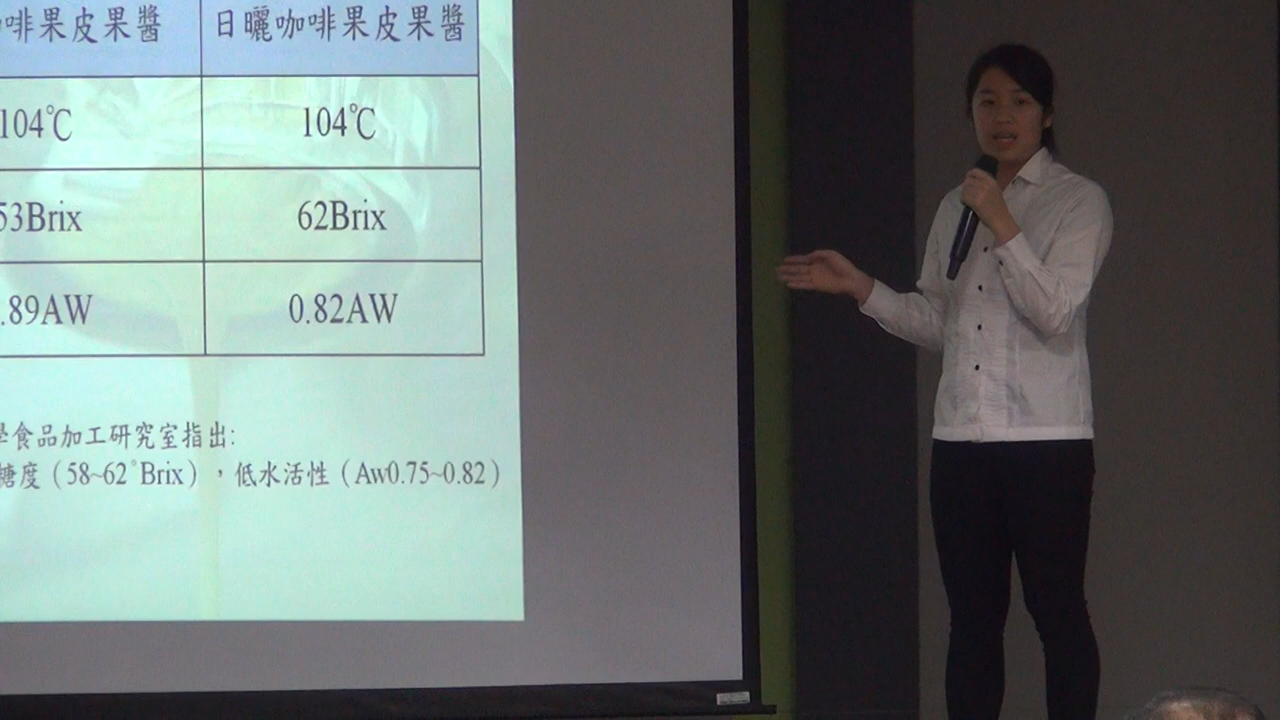 啡果皮果醬 日曬咖啡果皮果醬
104℃ 104℃
53Brix 62Brix
.89AW 0.82AW
學食品加工研究室指出:
糖度（58~62°Brix），低水活性（Aw0.75~0.82）